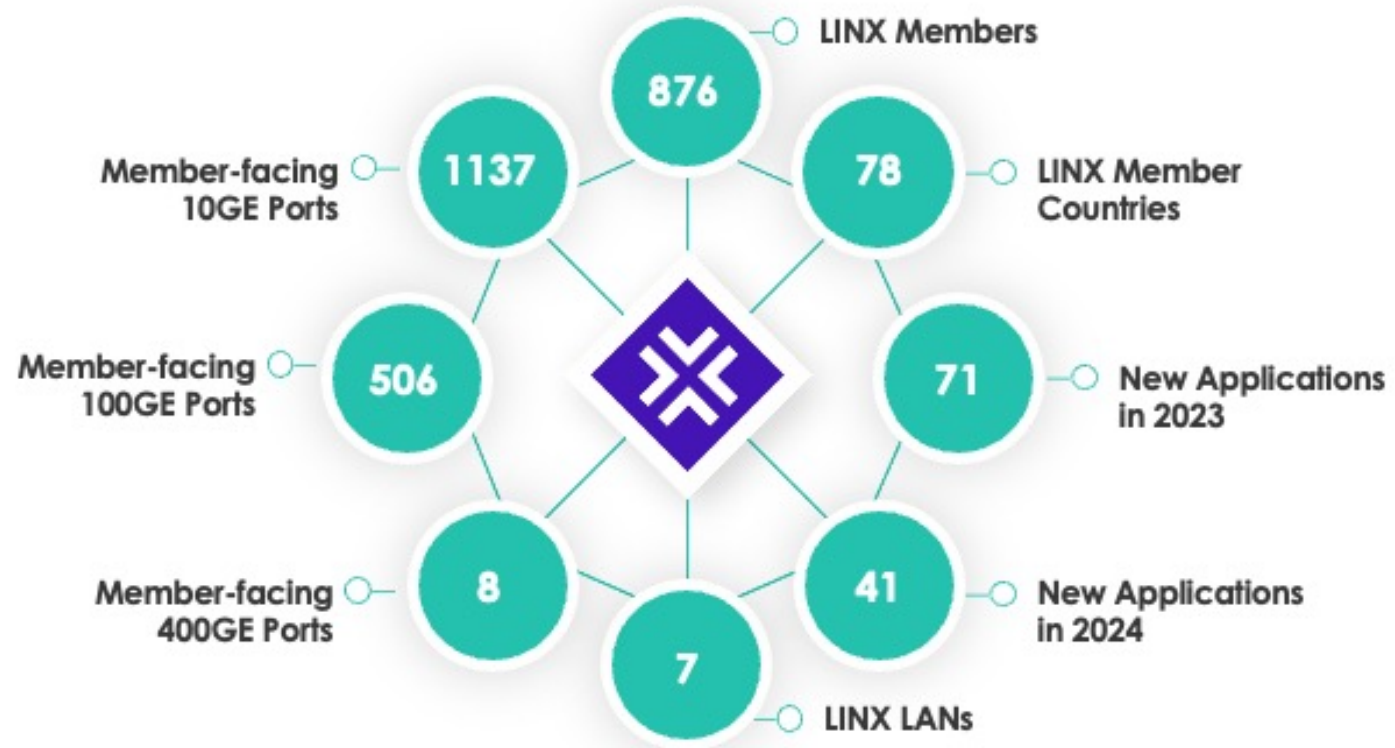 876
LINX Members
78
LINX Member
Countries
71
New Applications
in 2023
41
New Applications
in 2024
7
LINX LANs
8
Member-facing
400GE Ports
506
Member-facing
100GE Ports
1137
Member-facing
10GE Ports